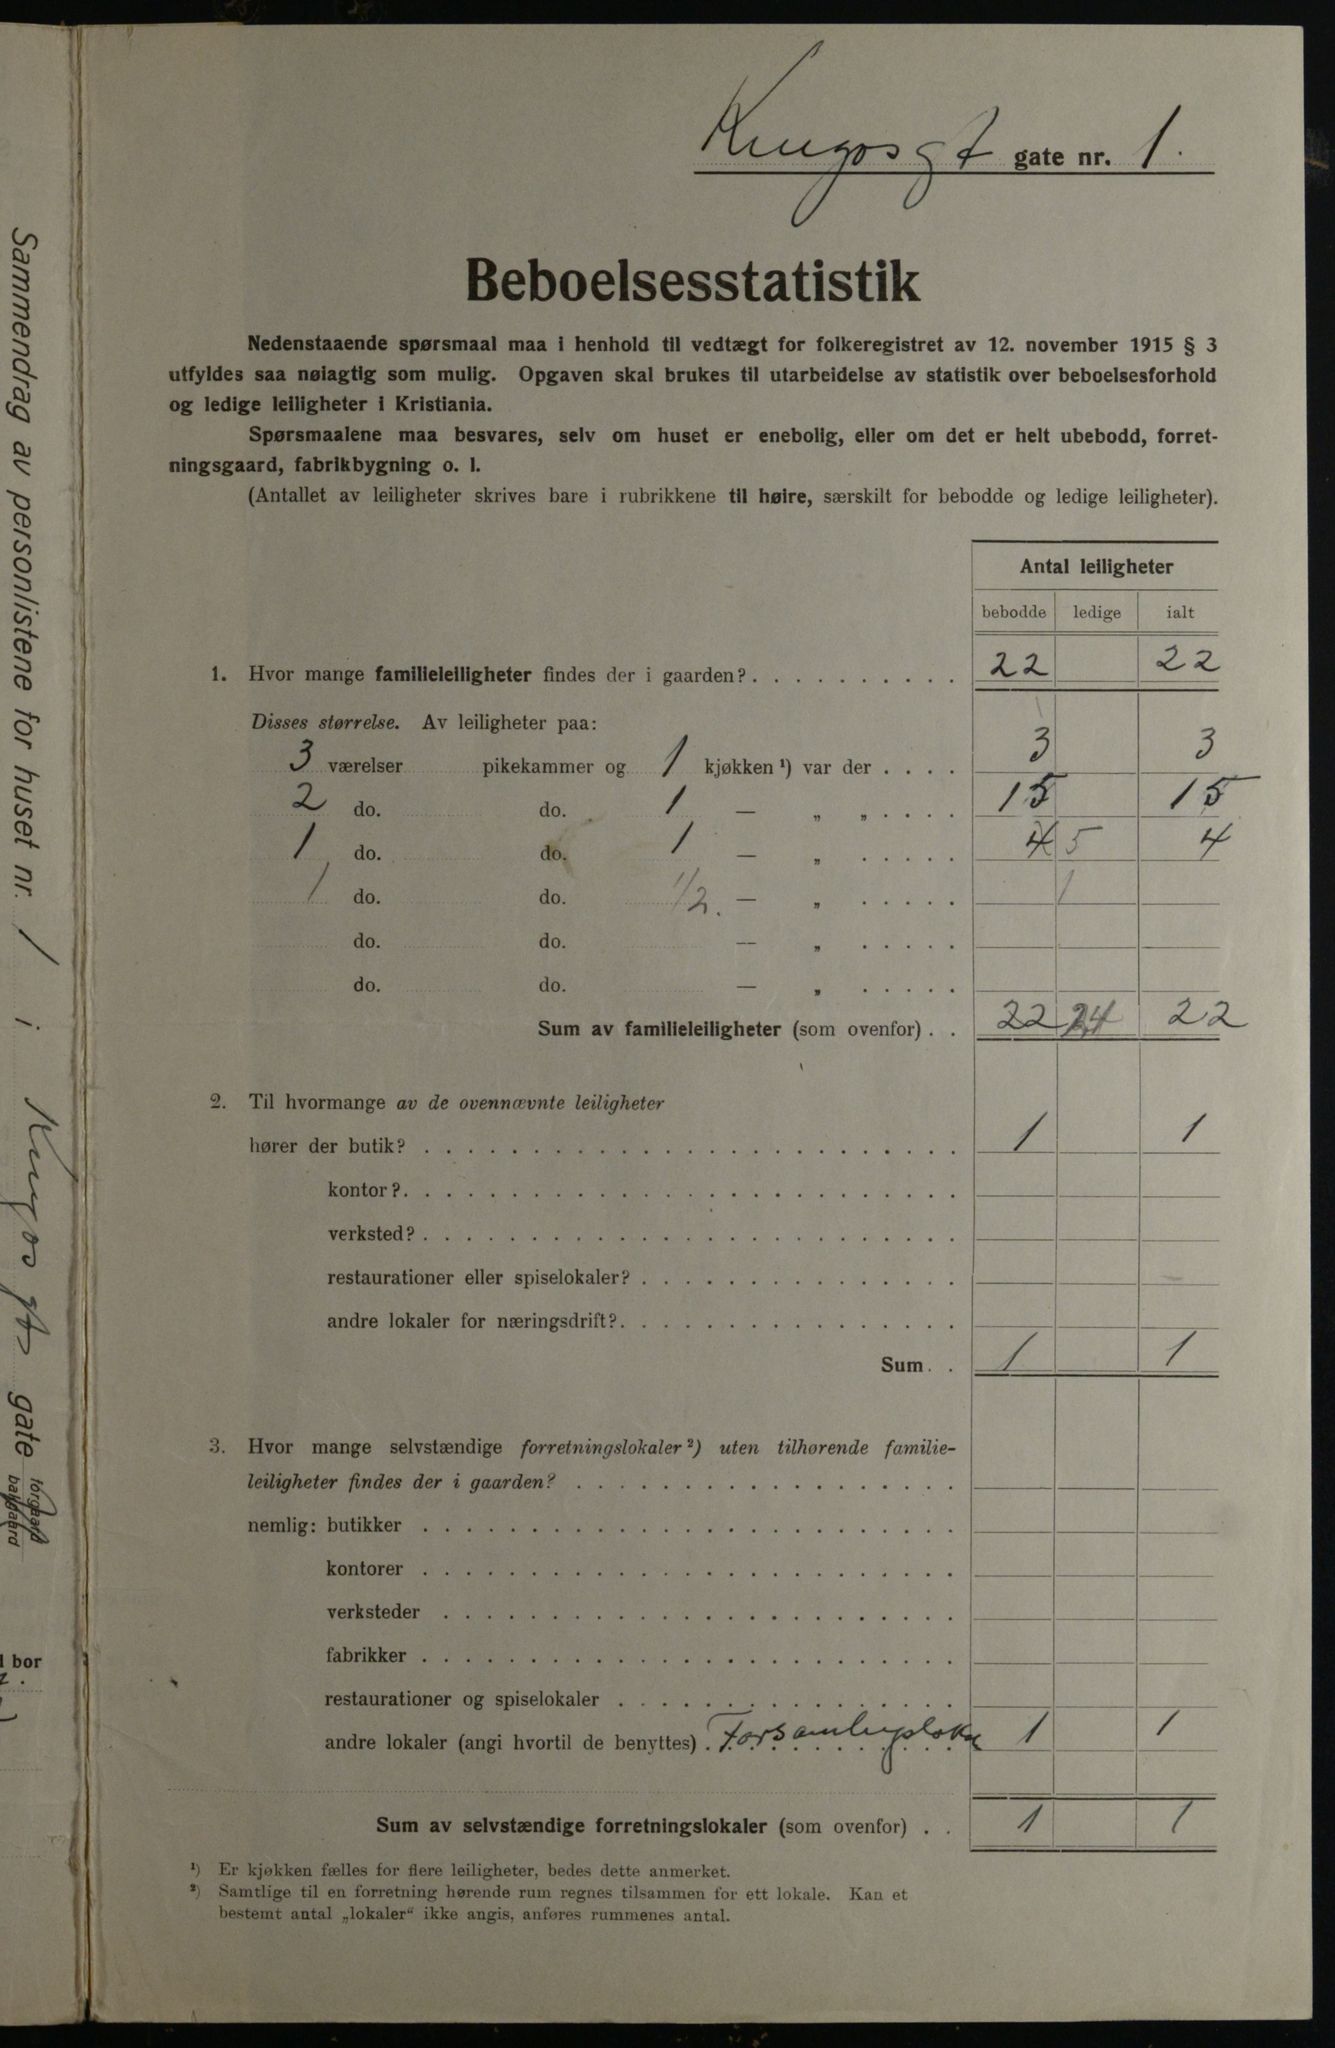 Kingosgt gate nr. 1.
Beboelsesstatistik
Nedenstaaende spørsmaal maa i henhold til vedtægt for folkeregistret av 12. november 1915 § 3
utfyldes saa nøiagtig som mulig. Opgaven skal brukes til utarbeidelse av statistik over beboelsesforhold
og ledige leiligheter i Kristiania.
Spørsmaalene maa besvares, selv om huset er enebolig, eller om det er helt ubebodd, forret-
ningsgaard, fabrikbygning o. l.
(Antallet av leiligheter skrives bare i rubrikkene til høire, særskilt for bebodde og ledige leiligheter).
Antal leiligheter
bebodde ledige ialt
1. Hvor mange familieleiligheter findes der i gaarden? . . . . . . . . . . 22 22
Disses størrelse. Av leiligheter paa:
3 værelser pikekammer og 1 kjøkken ¹) var der . . . . 3 3
2 do. do. 1 — „ „ . . . . 15 15
1 do. do. 1 — „ . . . . . 4 5 4
1 do. do. 1/2. — „ . . . . . 1
do. do. — „ . . . . .
do. do. — „ . . . . .
Sum av familieleiligheter (som ovenfor) . . 22 24 22
2. Til hvormange av de ovennævnte leiligheter
hører der butik? . . . . . . . . . . 1 1
kontor? . . . . . . . . . .
verksted? . . . . . . . . . .
restaurationer eller spiselokaler? . . . . . . . . . .
andre lokaler for næringsdrift? . . . . . . . . . .
Sum . . 1 1
3. Hvor mange selvstændige forretningslokaler ²) uten tilhørende familie-
leiligheter findes der i gaarden? . . . . . . . . . .
nemlig: butikker . . . . . . . . . .
kontorer . . . . . . . . . .
verksteder . . . . . . . . . .
fabrikker . . . . . . . . . .
restaurationer og spiselokaler . . . . . . . . . .
andre lokaler (angi hvortil de benyttes) Forsamlingslokal 1 1
Sum av selvstændige forretningslokaler (som ovenfor) . . 1 1
¹) Er kjøkken fælles for flere leiligheter, bedes dette anmerket.
²) Samtlige til en forretning hørende rum regnes tilsammen for ett lokale. Kan et
bestemt antal „lokaler“ ikke angis, anføres rummenes antal.
Sammendrag av personlistene for huset nr. 1 i Kingosgt gate forgaard
bakgaard
bor